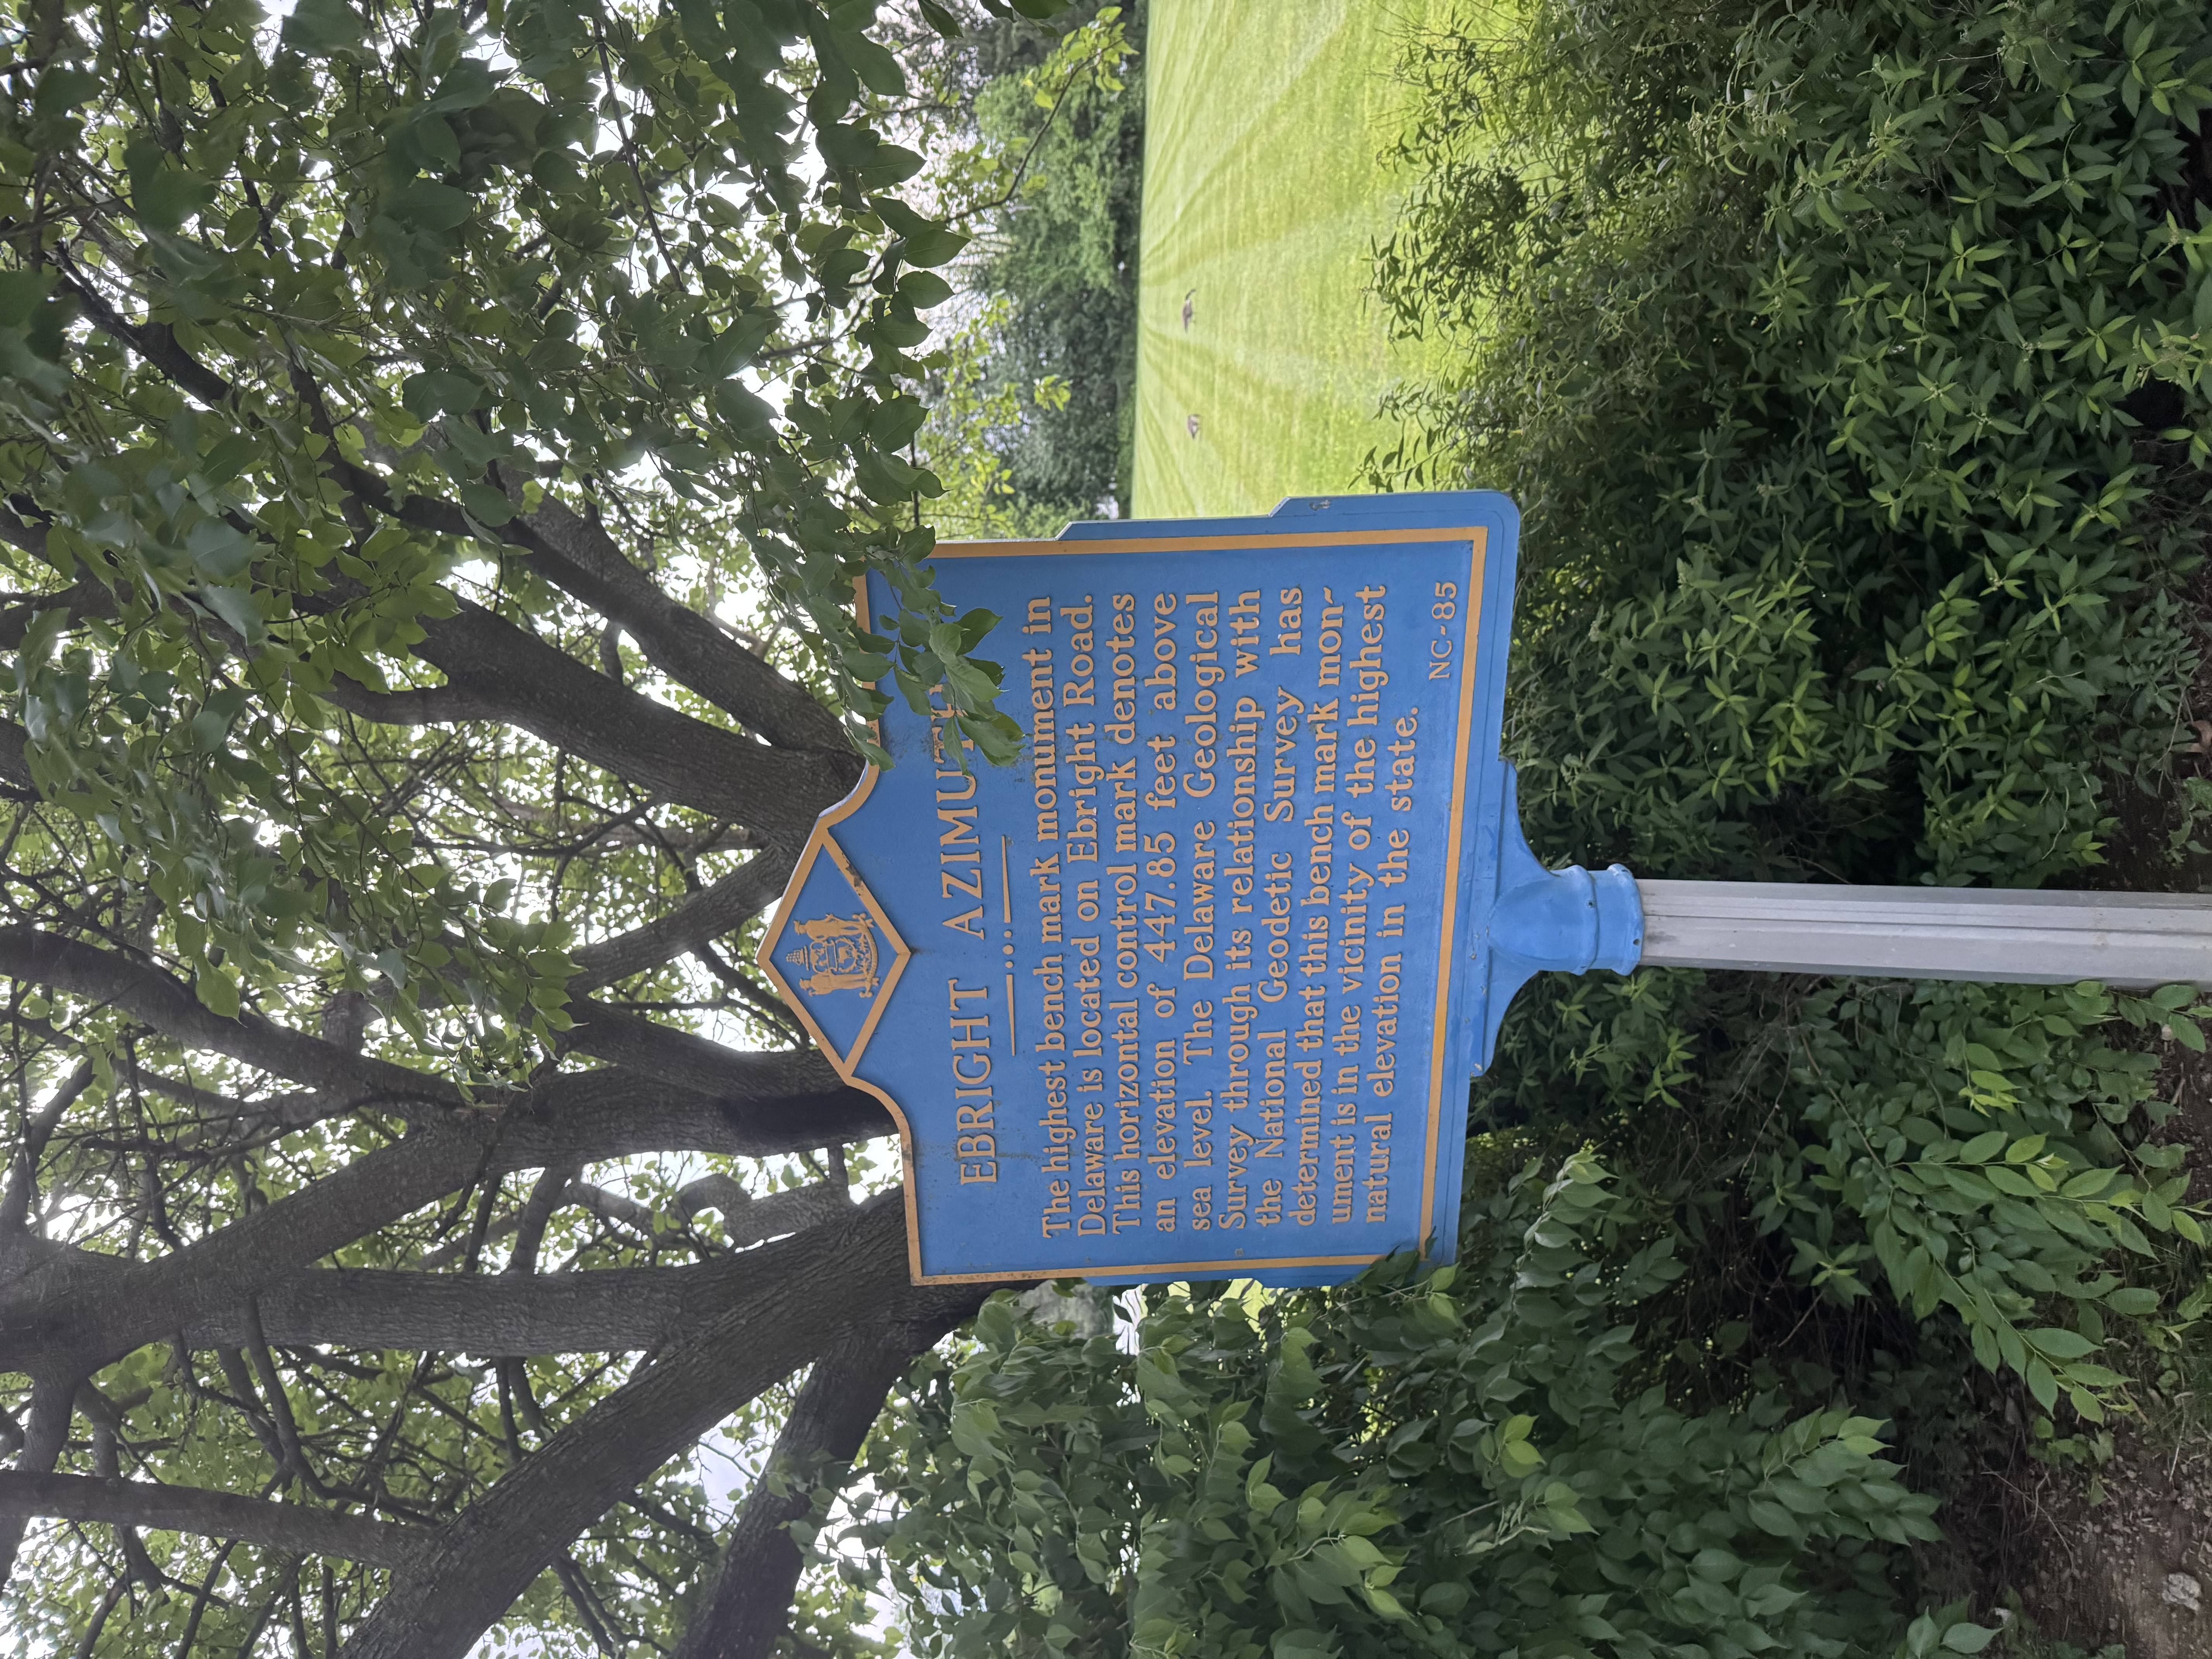 EBRIGHT AZIMUTH
The highest bench mark monument in
Delaware is located on Ebright Road.
This horizontal control mark denotes
an elevation of 447.85 feet above
sea level. The Delaware Geological
Survey through its relationship with
the National Geodetic Survey has
determined that this bench mark mon-
ument is in the vicinity of the highest
natural elevation in the state.
NC-85